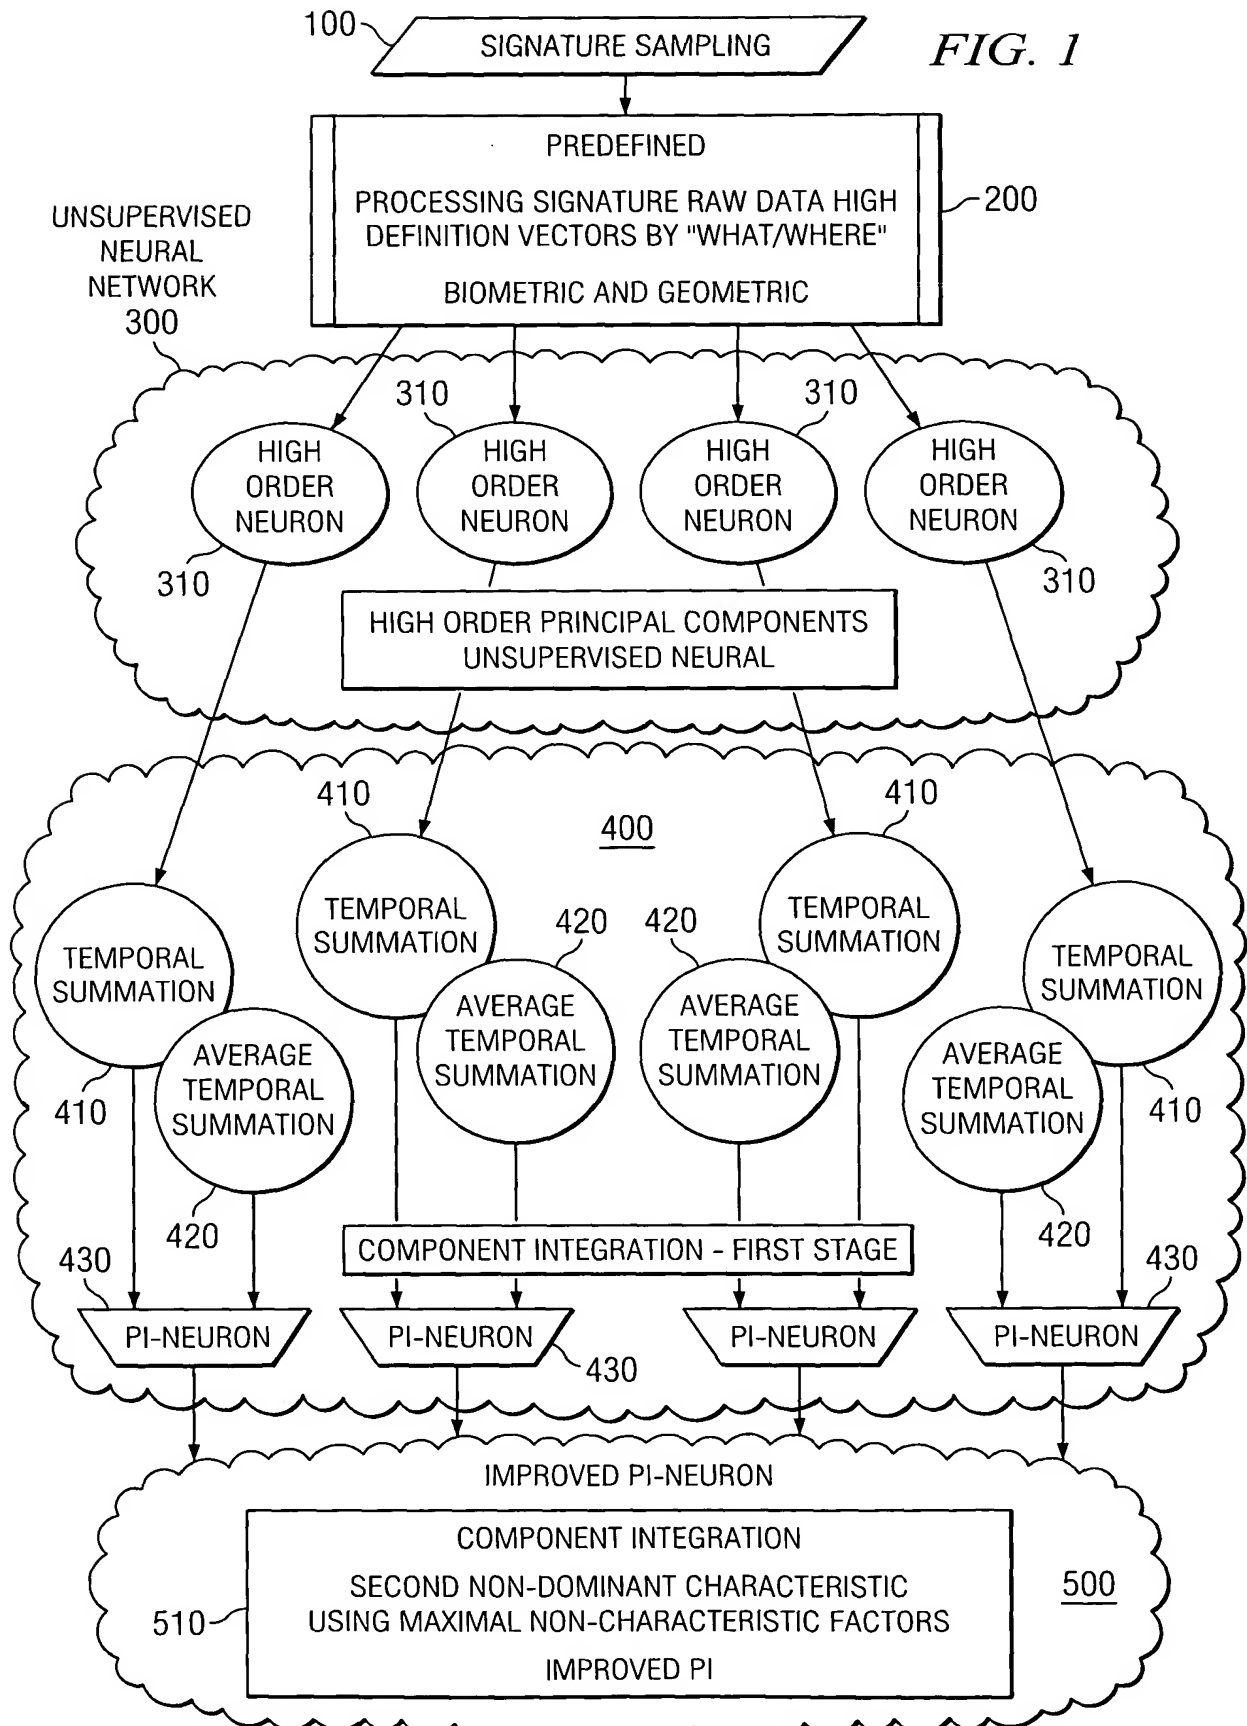 100
SIGNATURE SAMPLING
FIG. 1
PREDEFINED
PROCESSING SIGNATURE RAW DATA HIGH
DEFINITION VECTORS BY "WHAT/WHERE"
BIOMETRIC AND GEOMETRIC
200
UNSUPERVISED
NEURAL
NETWORK
300
310
310
HIGH
ORDER
NEURON
HIGH
ORDER
NEURON
HIGH
ORDER
NEURON
HIGH
ORDER
NEURON
310
310
HIGH ORDER PRINCIPAL COMPONENTS
UNSUPERVISED NEURAL
410
400
410
TEMPORAL
SUMMATION
TEMPORAL
SUMMATION
420
420
TEMPORAL
SUMMATION
TEMPORAL
SUMMATION
AVERAGE
TEMPORAL
SUMMATION
AVERAGE
TEMPORAL
SUMMATION
AVERAGE
TEMPORAL
SUMMATION
AVERAGE
TEMPORAL
SUMMATION
410
410
420
420
COMPONENT INTEGRATION - FIRST STAGE
430
430
PI-NEURON
PI-NEURON
PI-NEURON
PI-NEURON
430
IMPROVED PI-NEURON
COMPONENT INTEGRATION
SECOND NON-DOMINANT CHARACTERISTIC
USING MAXIMAL NON-CHARACTERISTIC FACTORS
IMPROVED PI
510
500